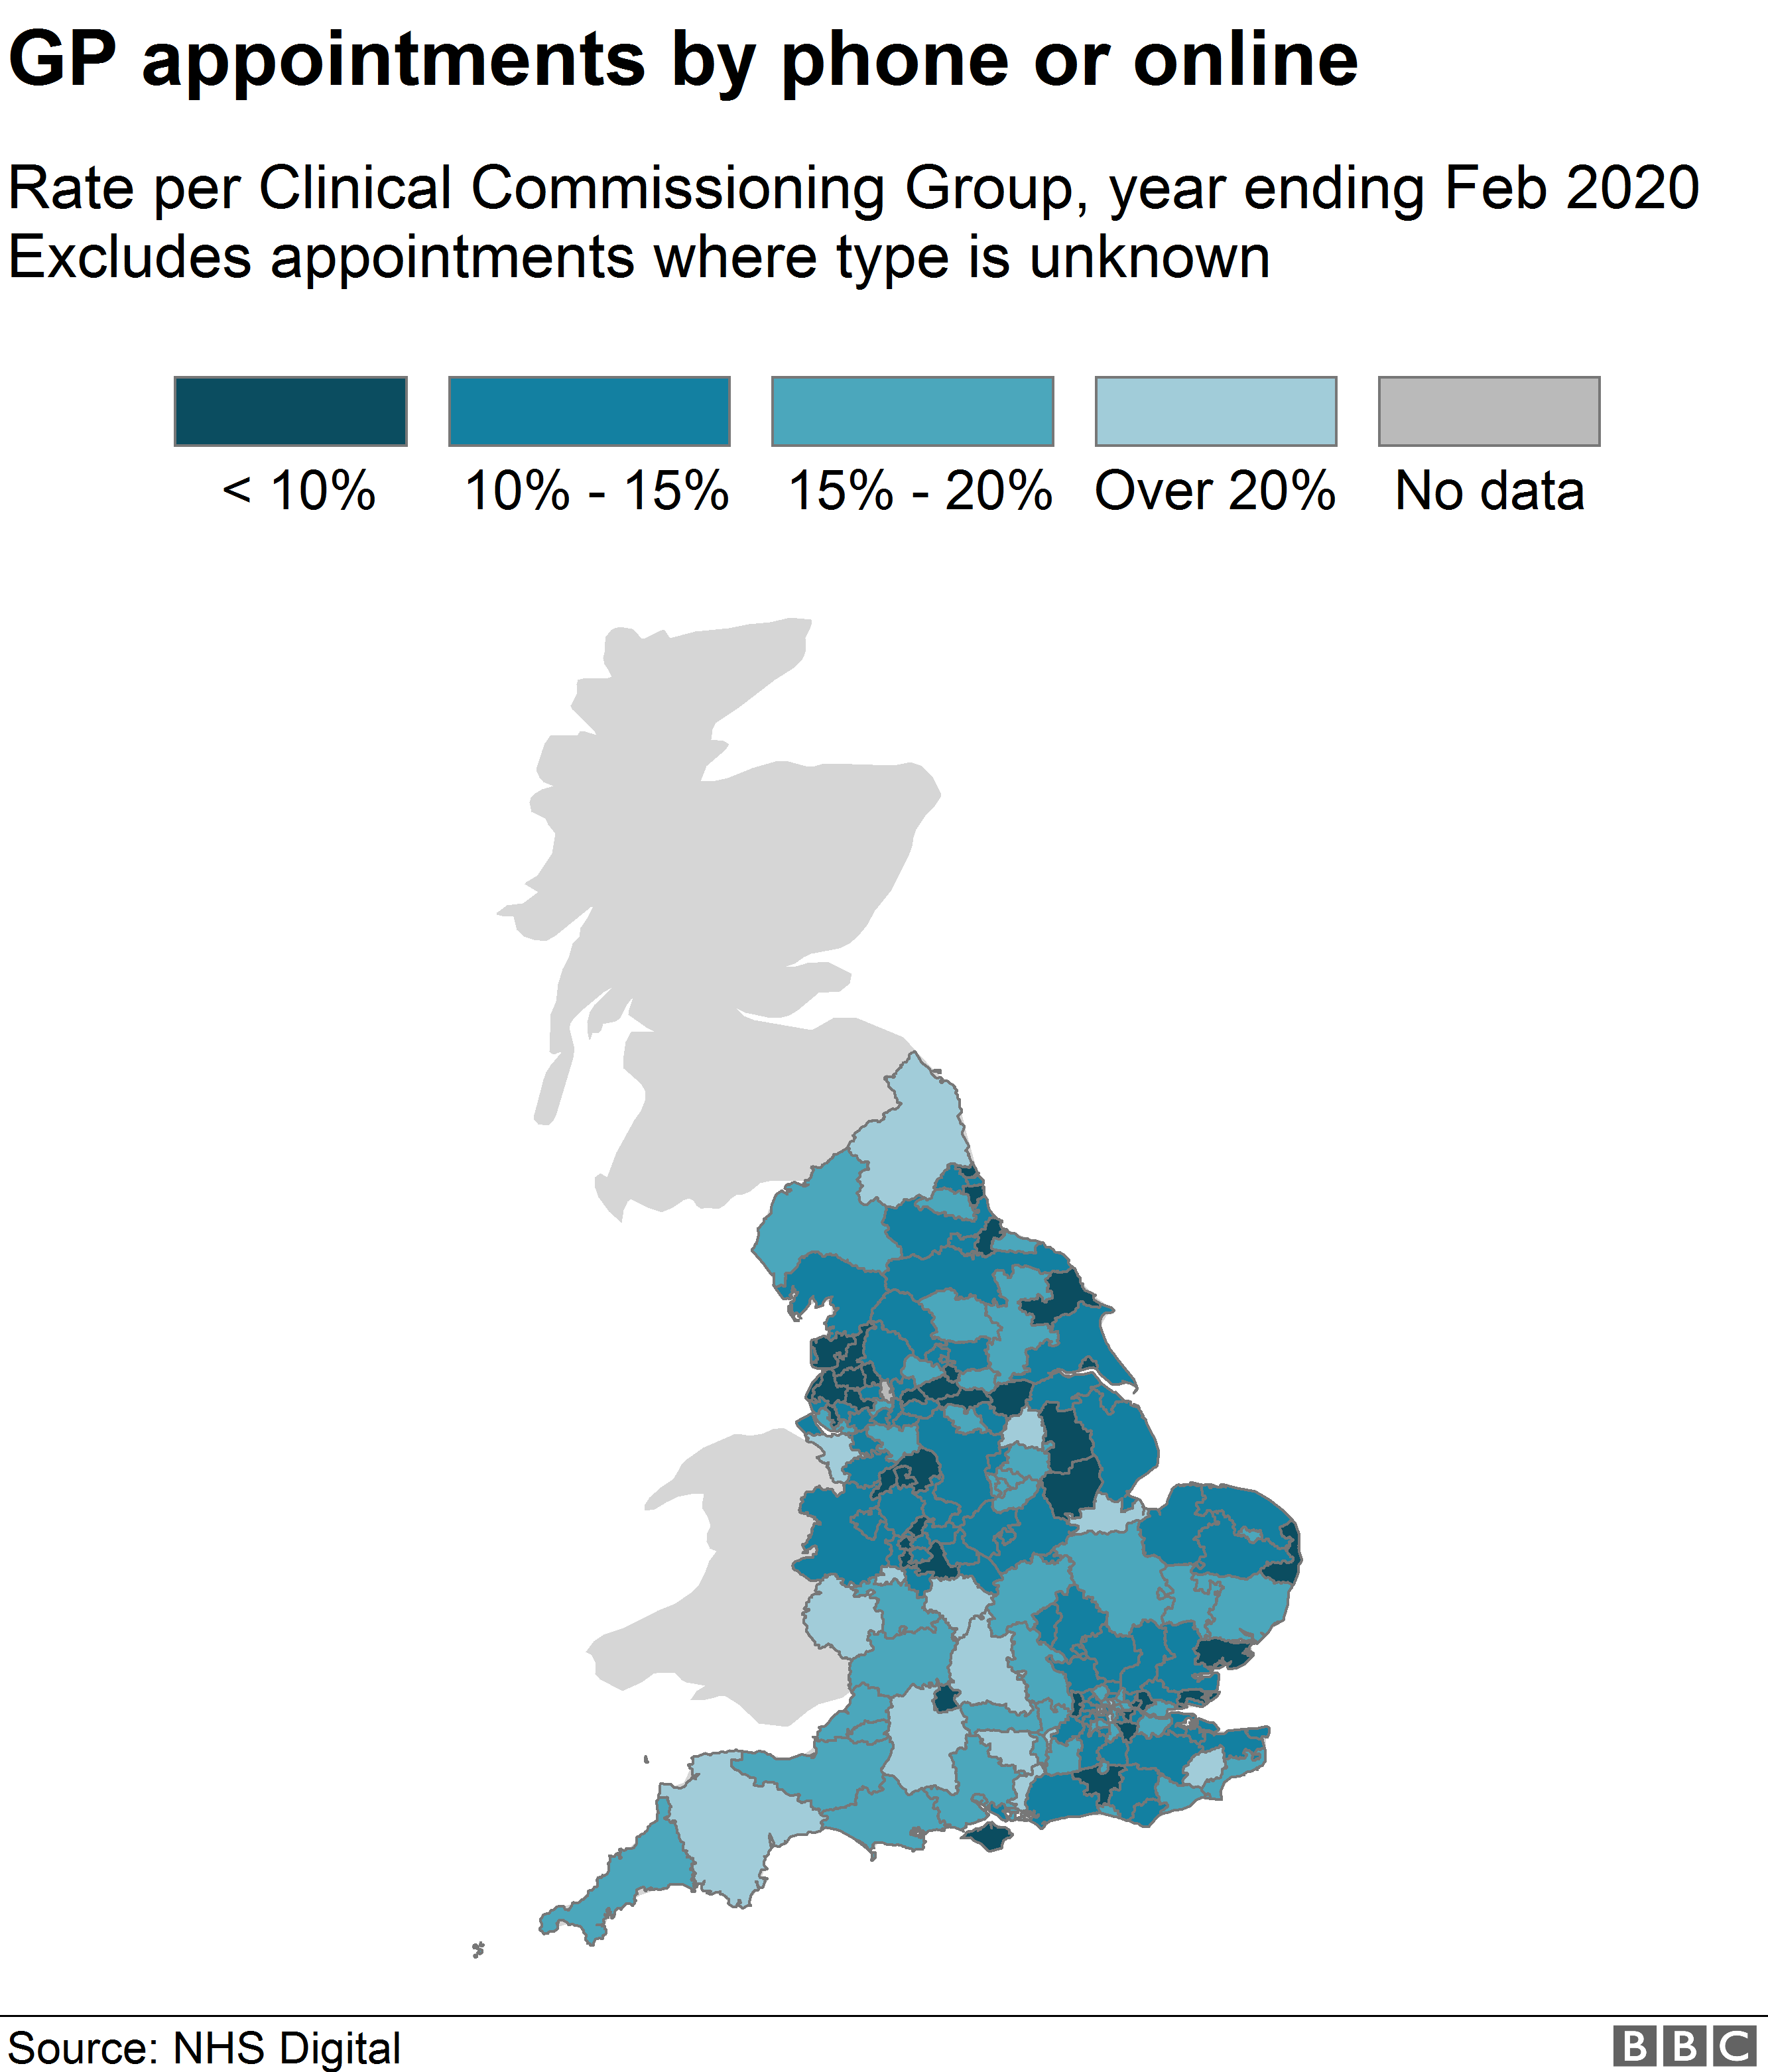 GP appointments by phone or online
Rate per Clinical Commissioning Group, year ending Feb 2020
Excludes appointments where type is unknown
< 10% 10% - 15% 15% - 20% Over 20% No data
Source: NHS Digital BBC